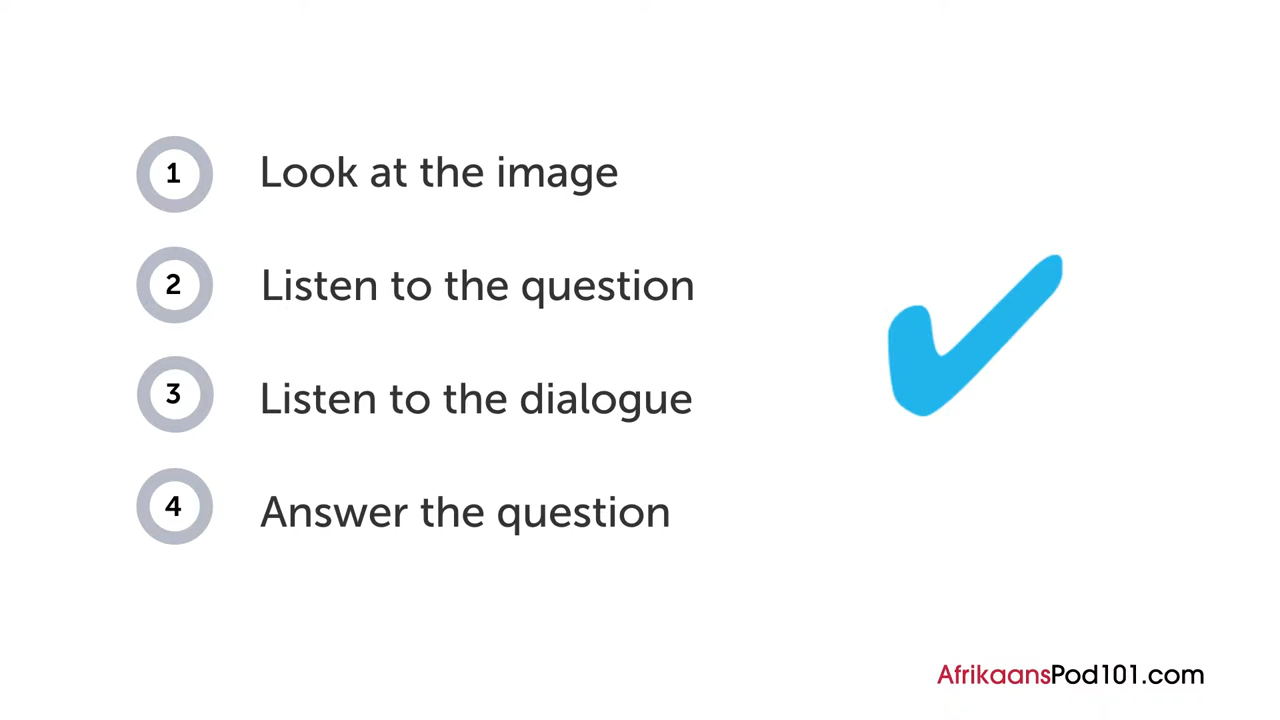 1 Look at the image
2 Listen to the question
3 Listen to the dialogue
4 Answer the question
AfrikaansPod101.com